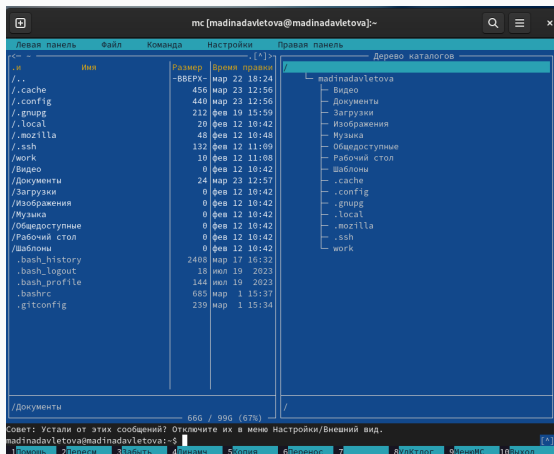 mc [madinadavletova@madinadavletova]:~
Левая панель Файл Команда Настройки Правая панель
<─ ~ .[^]>
.и Имя Размер Время правки
/.. -ВВЕРХ- мар 22 18:24
/.cache 456 мар 23 12:56
/.config 440 мар 23 12:56
/.gnupg 212 фев 19 15:59
/.local 20 фев 12 10:42
/.mozilla 48 фев 12 10:48
/.ssh 132 фев 12 11:09
/work 10 фев 12 11:08
/Видео 0 фев 12 10:42
/Документы 24 мар 23 12:57
/Загрузки 0 фев 12 10:42
/Изображения 0 фев 12 10:42
/Музыка 0 фев 12 10:42
/Общедоступные 0 фев 12 10:42
/Рабочий стол 0 фев 12 10:42
/Шаблоны 0 фев 12 10:42
.bash_history 2408 мар 17 16:32
.bash_logout 18 июл 19 2023
.bash_profile 144 июл 19 2023
.bashrc 685 мар 1 15:37
.gitconfig 239 мар 1 15:34
/Документы
66G / 99G (67%)
Дерево каталогов
/
madinadavletova
Видео
Документы
Загрузки
Изображения
Музыка
Общедоступные
Рабочий стол
Шаблоны
.cache
.config
.gnupg
.local
.mozilla
.ssh
work
/
Совет: Устали от этих сообщений? Отключите их в меню Настройки/Внешний вид.
madinadavletova@madinadavletova:~$ [^]
1Помощь 2Пересм 3Забыть 4Динамч 5Копия 6Перенос 7 8УдКтлог 9МенюMC 10Выход